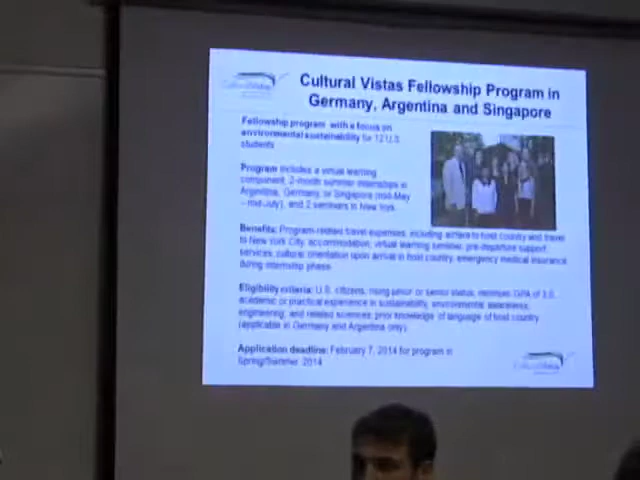 Cultural Vistas Fellowship Program in
Germany, Argentina and Singapore
Fellowship program with a focus on
environmental sustainability for 12 U.S.
students
Program includes a virtual learning
component, 2-month summer internships in
Argentina, Germany, or Singapore (mid-May
– mid-July), and 2 seminars in New York
Benefits: Program-related travel expenses, including airfare to host country and travel
to New York City, accommodation, virtual learning seminar, pre-departure support
services, cultural orientation upon arrival in host country, emergency medical insurance
during internship phase
Eligibility criteria: U.S. citizens, rising junior or senior status, minimum GPA of 3.0,
academic or practical experience in sustainability, environmental awareness,
engineering, and related sciences; prior knowledge of language of host country
(applicable in Germany and Argentina only)
Application deadline: February 7, 2014 for program in
Spring/Summer 2014
CulturalVistas